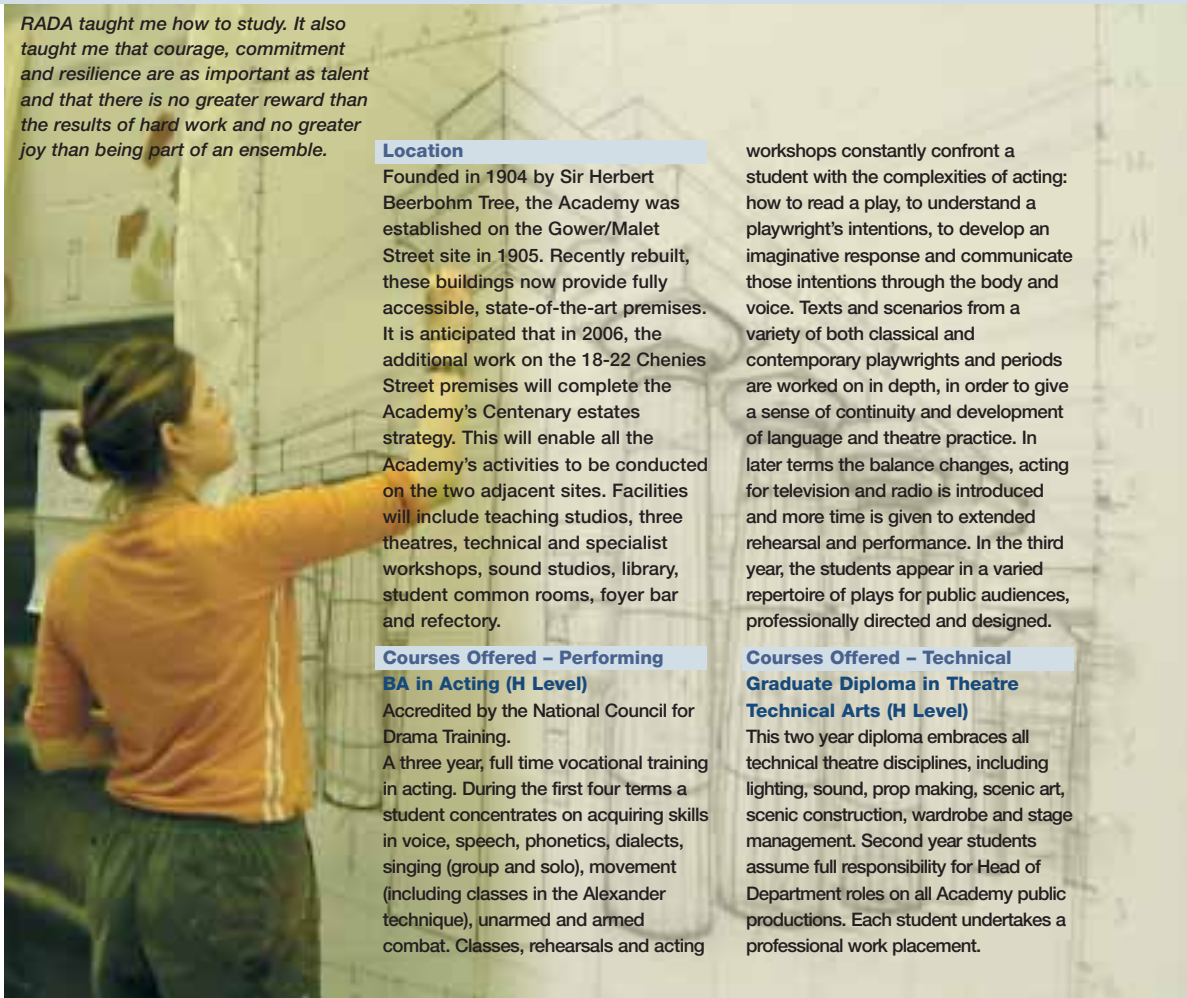 RADA taught me how to study. It also
taught me that courage, commitment
and resilience are as important as talent
and that there is no greater reward than
the results of hard work and no greater
joy than being part of an ensemble.
Location
Founded in 1904 by Sir Herbert
Beerbohm Tree, the Academy was
established on the Gower/Malet
Street site in 1905. Recently rebuilt,
these buildings now provide fully
accessible, state-of-the-art premises.
It is anticipated that in 2006, the
additional work on the 18-22 Chenies
Street premises will complete the
Academy's Centenary estates
strategy. This will enable all the
Academy's activities to be conducted
on the two adjacent sites. Facilities
will include teaching studios, three
theatres, technical and specialist
workshops, sound studios, library,
student common rooms, foyer bar
and refectory.
Courses Offered – Performing
BA in Acting (H Level)
Accredited by the National Council for
Drama Training.
A three year, full time vocational training
in acting. During the first four terms a
student concentrates on acquiring skills
in voice, speech, phonetics, dialects,
singing (group and solo), movement
(including classes in the Alexander
technique), unarmed and armed
combat. Classes, rehearsals and acting
workshops constantly confront a
student with the complexities of acting:
how to read a play, to understand a
playwright's intentions, to develop an
imaginative response and communicate
those intentions through the body and
voice. Texts and scenarios from a
variety of both classical and
contemporary playwrights and periods
are worked on in depth, in order to give
a sense of continuity and development
of language and theatre practice. In
later terms the balance changes, acting
for television and radio is introduced
and more time is given to extended
rehearsal and performance. In the third
year, the students appear in a varied
repertoire of plays for public audiences,
professionally directed and designed.
Courses Offered – Technical
Graduate Diploma in Theatre
Technical Arts (H Level)
This two year diploma embraces all
technical theatre disciplines, including
lighting, sound, prop making, scenic art,
scenic construction, wardrobe and stage
management. Second year students
assume full responsibility for Head of
Department roles on all Academy public
productions. Each student undertakes a
professional work placement.